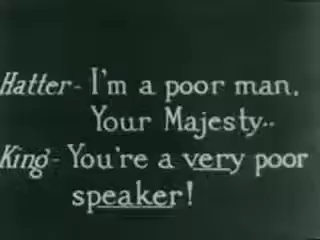 Hatter- I'm a poor man,
Your Majesty..
King- You're a very poor
speaker!